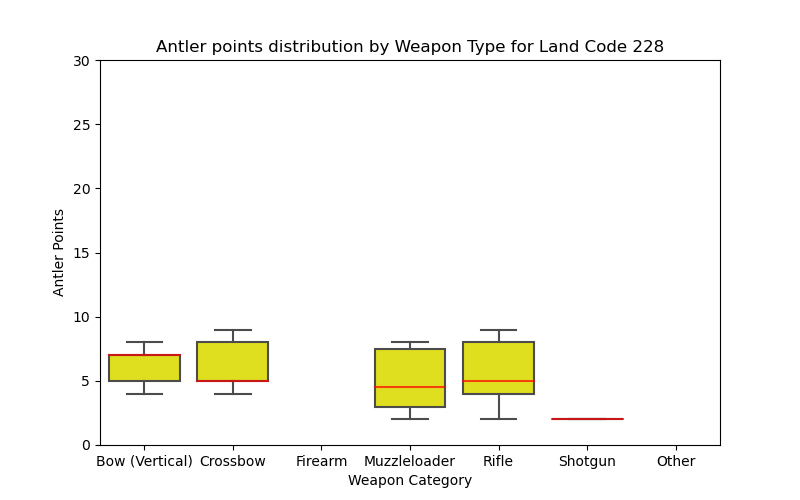 Antler points distribution by Weapon Type for Land Code 228
30
25
20
15
10
5
0
Antler Points
Bow (Vertical) Crossbow Firearm Muzzleloader Rifle Shotgun Other
Weapon Category